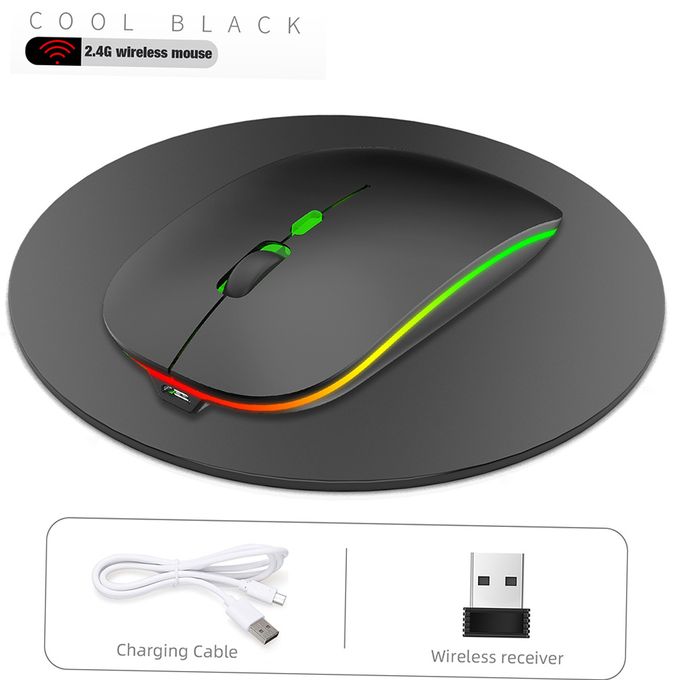 COOL BLACK
2.4G wireless mouse
Charging Cable
Wireless receiver